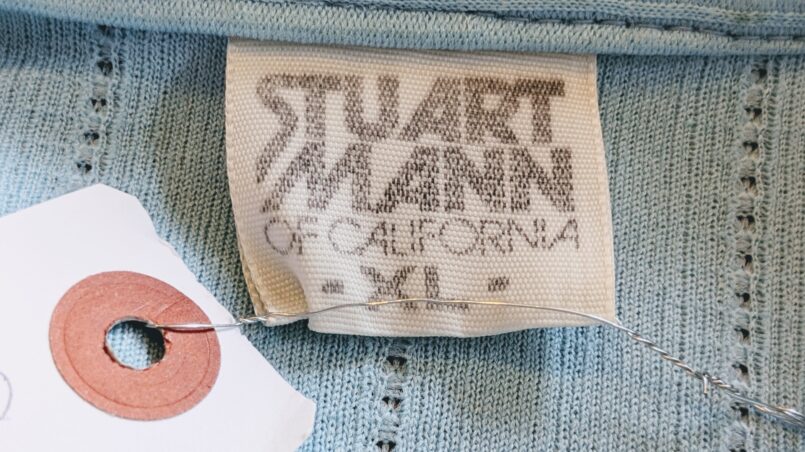 STUART
MANN
OF CALIFORNIA
- XL -